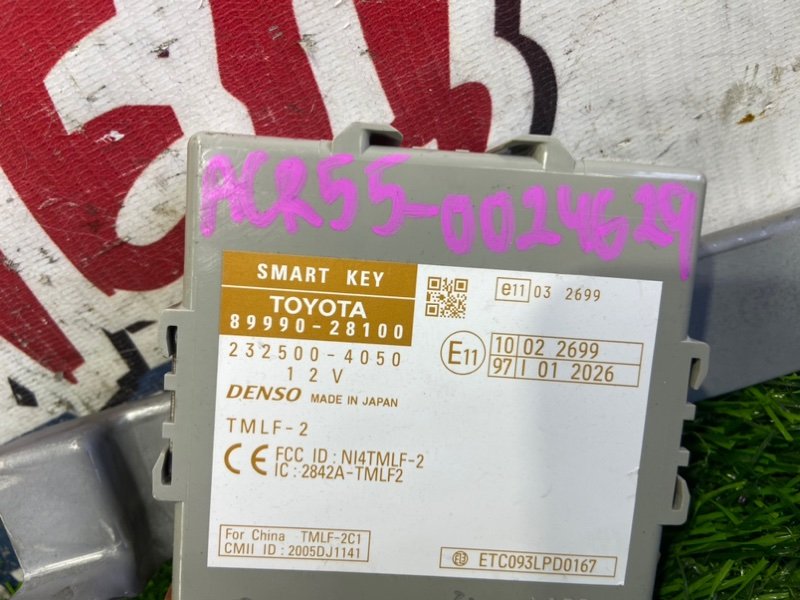 ACR55-0024629
SMART KEY
TOYOTA
89990-28100
232500-4050
12V
DENSO MADE IN JAPAN
TMLF-2
CE FCC ID : NI4TMLF-2
IC : 2842A-TMLF2
For China TMLF-2C1
CMII ID : 2005DJ1141
e11 03 2699
E11 10 02 2699
97 I 01 2026
ETC093LPD0167